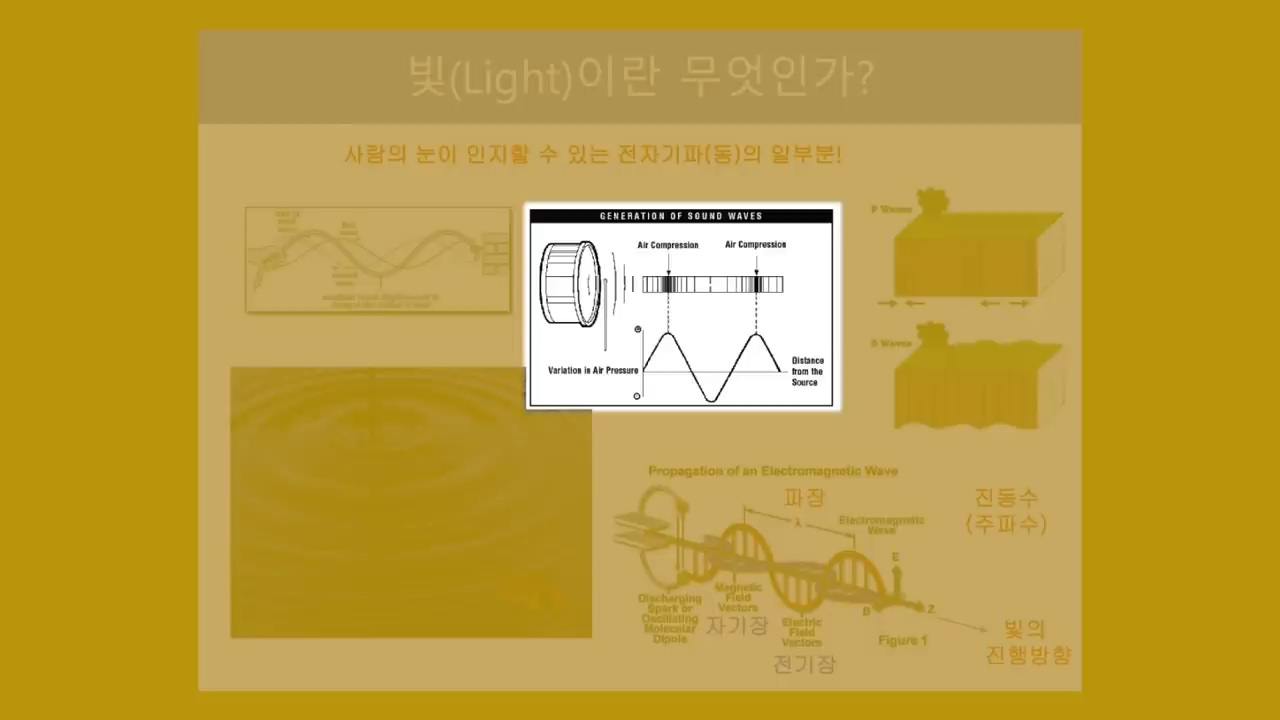 빛(Light)이란 무엇인가?
사람의 눈이 인지할 수 있는 전자기파(동)의 일부분!
GENERATION OF SOUND WAVES
Air Compression
Air Compression
Variation in Air Pressure
Distance
from the
Source
P Waves
S Waves
Propagation of an Electromagnetic Wave
파장
λ
Electromagnetic
Wave
진동수
(주파수)
E
B
Z
Discharging
Spark or
Oscillating
Molecular
Dipole
Magnetic
Field
Vectors
자기장
Electric
Field
Vectors
전기장
Figure 1
빛의
진행방향